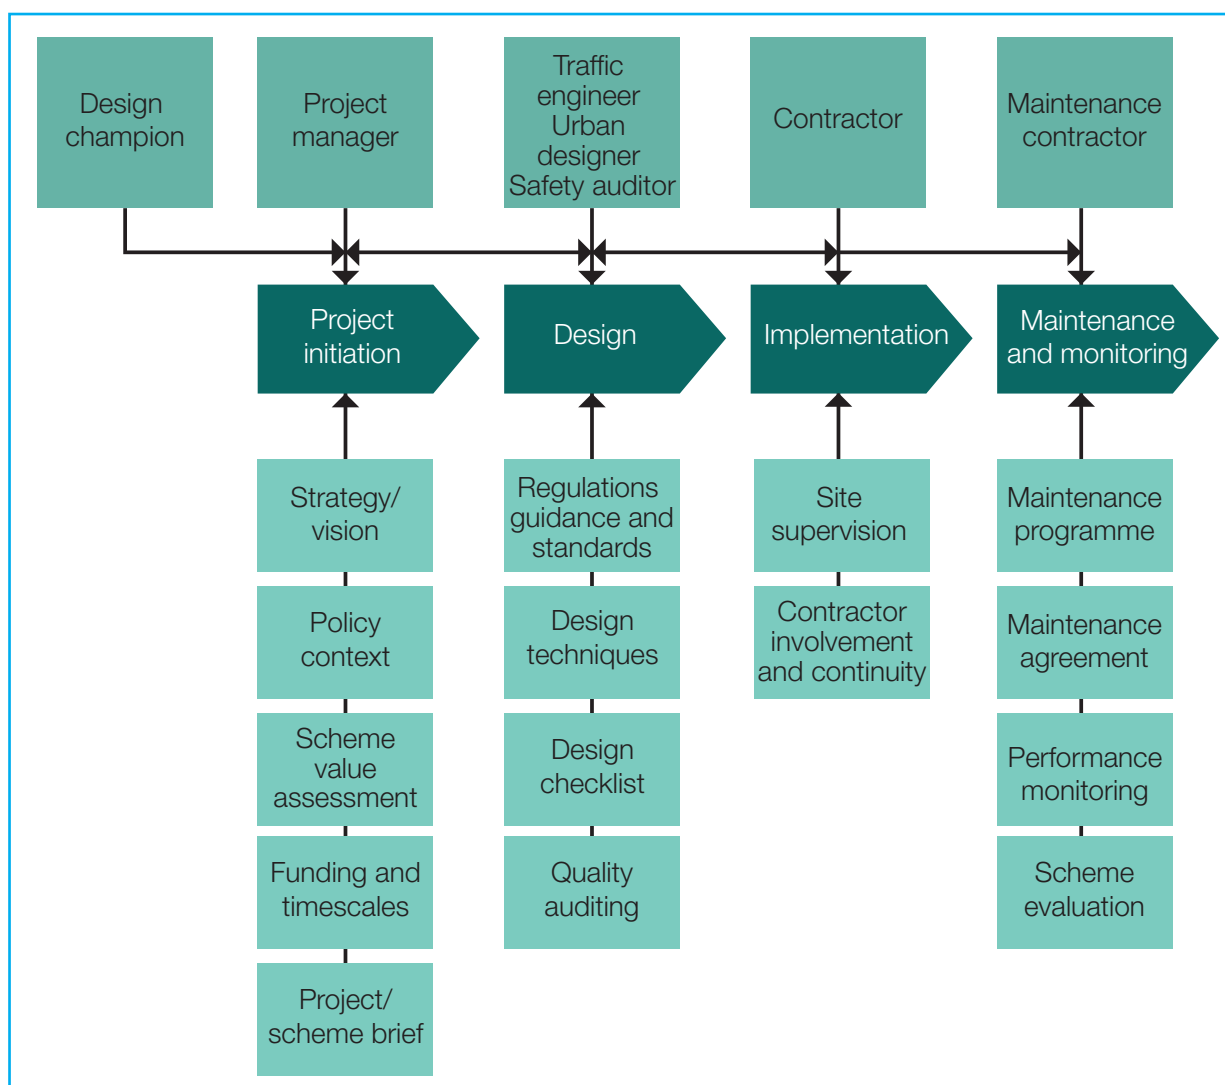 Design
champion
Project
manager
Traffic
engineer
Urban
designer
Safety auditor
Contractor
Maintenance
contractor
Project
initiation
Design
Implementation
Maintenance
and monitoring
Strategy/
vision
Policy
context
Scheme
value
assessment
Funding and
timescales
Project/
scheme brief
Regulations
guidance and
standards
Design
techniques
Design
checklist
Quality
auditing
Site
supervision
Contractor
involvement
and continuity
Maintenance
programme
Maintenance
agreement
Performance
monitoring
Scheme
evaluation